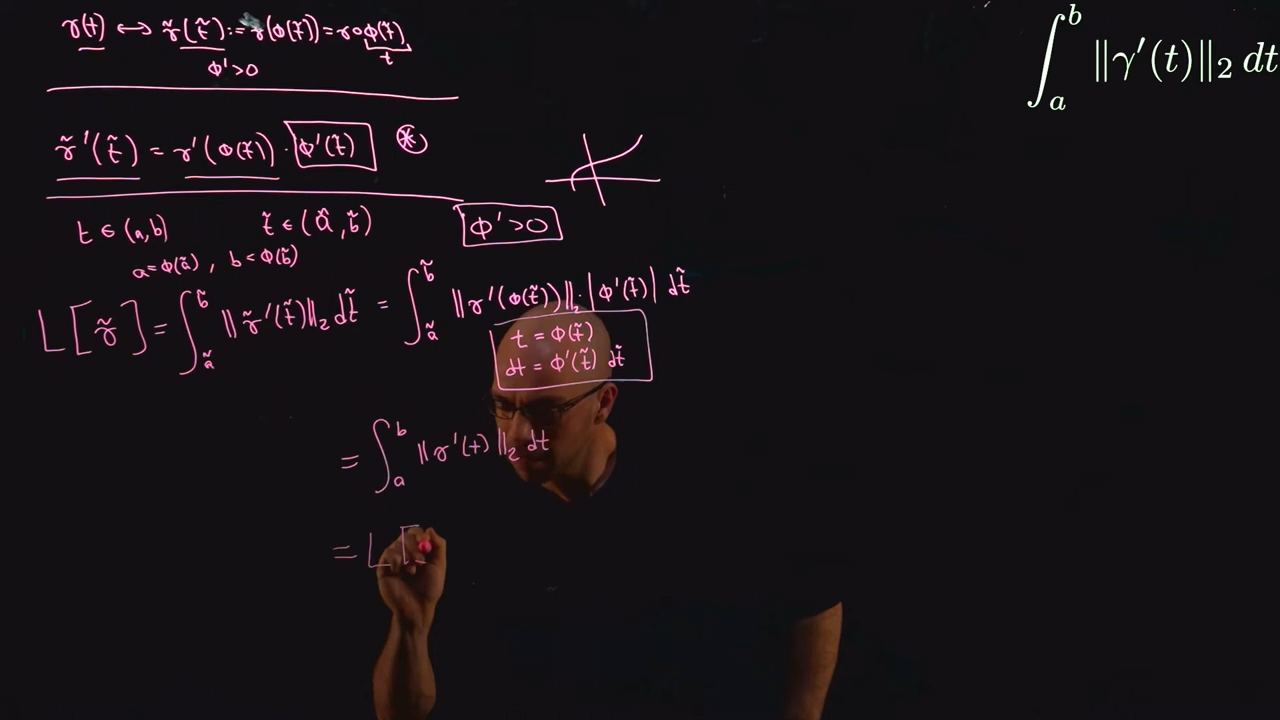 γ(t) ↔ γ̃(t̃) := γ(ϕ(t̃)) = γ∘ϕ(t̃)
t
ϕ' > 0
∫_a^b ‖γ′(t)‖₂ dt
γ̃'(t̃) = γ'(ϕ(t̃)) · ϕ'(t̃) ⊛
t ∈ (a,b) t̃ ∈ (ã, b̃) ϕ' > 0
a = ϕ(ã), b = ϕ(b̃)
L[γ̃] = ∫_ã^b̃ ‖γ̃'(t̃)‖₂ dt̃ = ∫_ã^b̃ ‖γ'(ϕ(t̃))‖₂ · |ϕ'(t̃)| dt̃
t = ϕ(t̃)
dt = ϕ'(t̃) dt̃
= ∫_a^b ‖γ'(t)‖₂ dt
= L[